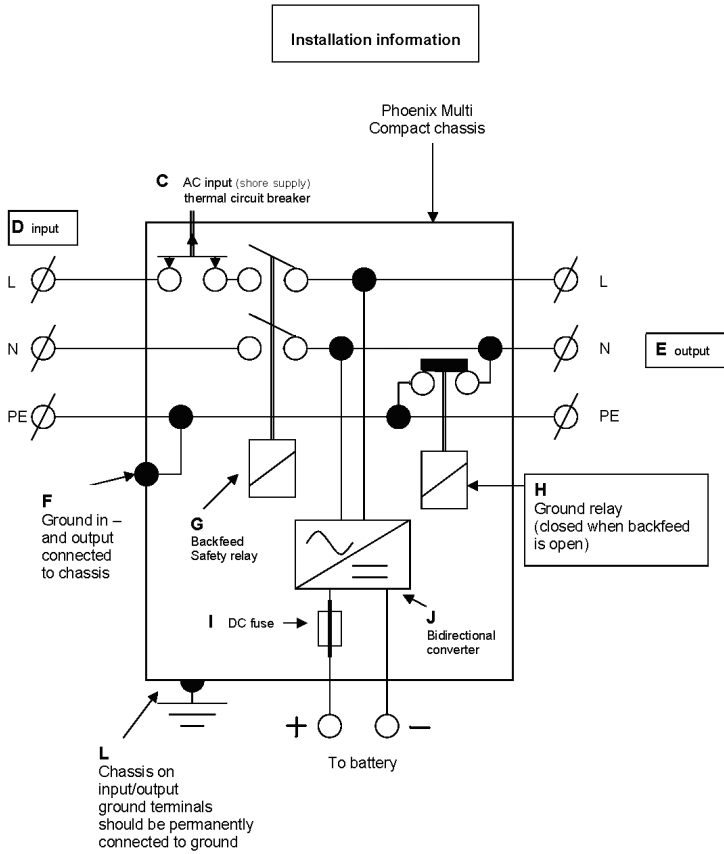 Installation information
Phoenix Multi
Compact chassis
C AC input (shore supply)
thermal circuit breaker
D input
L
L
N
N
E output
PE
PE
F
Ground in –
and output
connected
to chassis
G
Backfeed
Safety relay
H
Ground relay
(closed when backfeed
is open)
I DC fuse
J
Bidirectional
converter
+
–
To battery
L
Chassis on
input/output
ground terminals
should be permanently
connected to ground